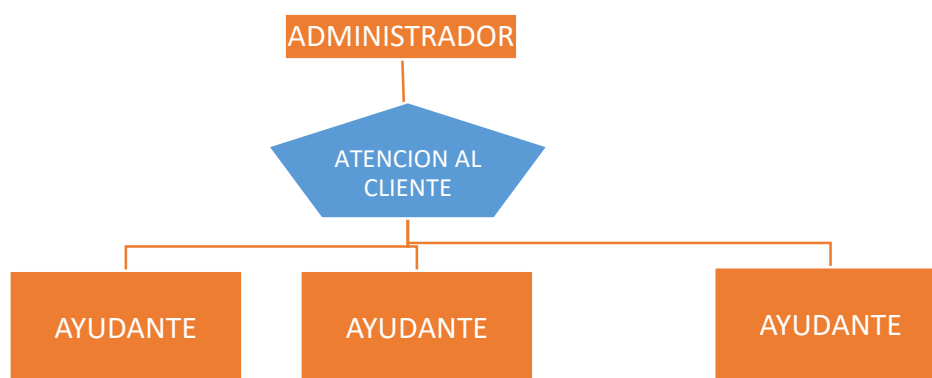 ADMINISTRADOR
ATENCION AL
CLIENTE
AYUDANTE
AYUDANTE
AYUDANTE